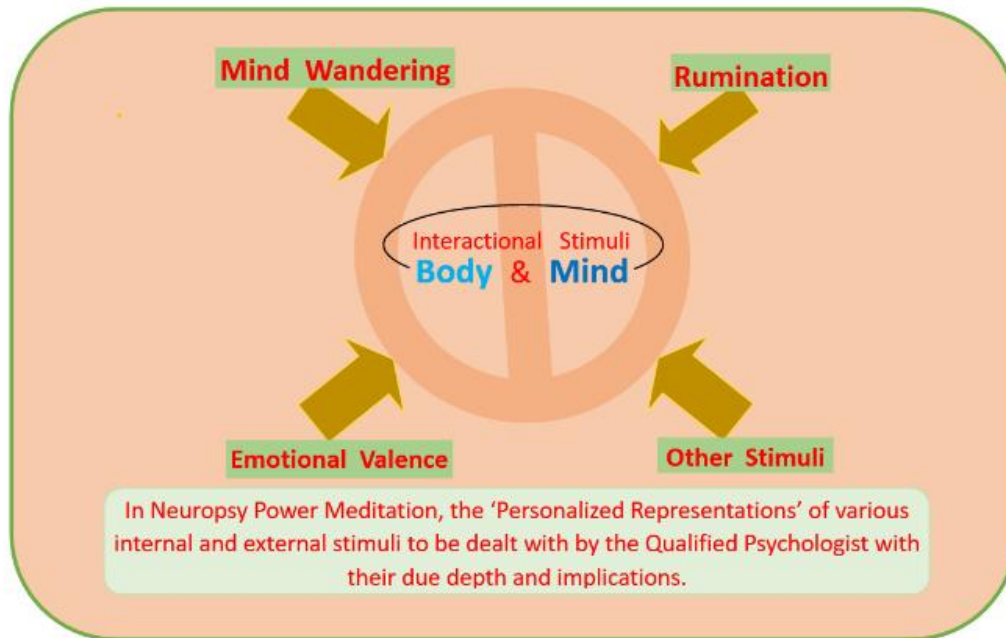 Mind Wandering
Rumination
Interactional Stimuli
Body & Mind
Emotional Valence
Other Stimuli
In Neuropsy Power Meditation, the ‘Personalized Representations’ of various
internal and external stimuli to be dealt with by the Qualified Psychologist with
their due depth and implications.